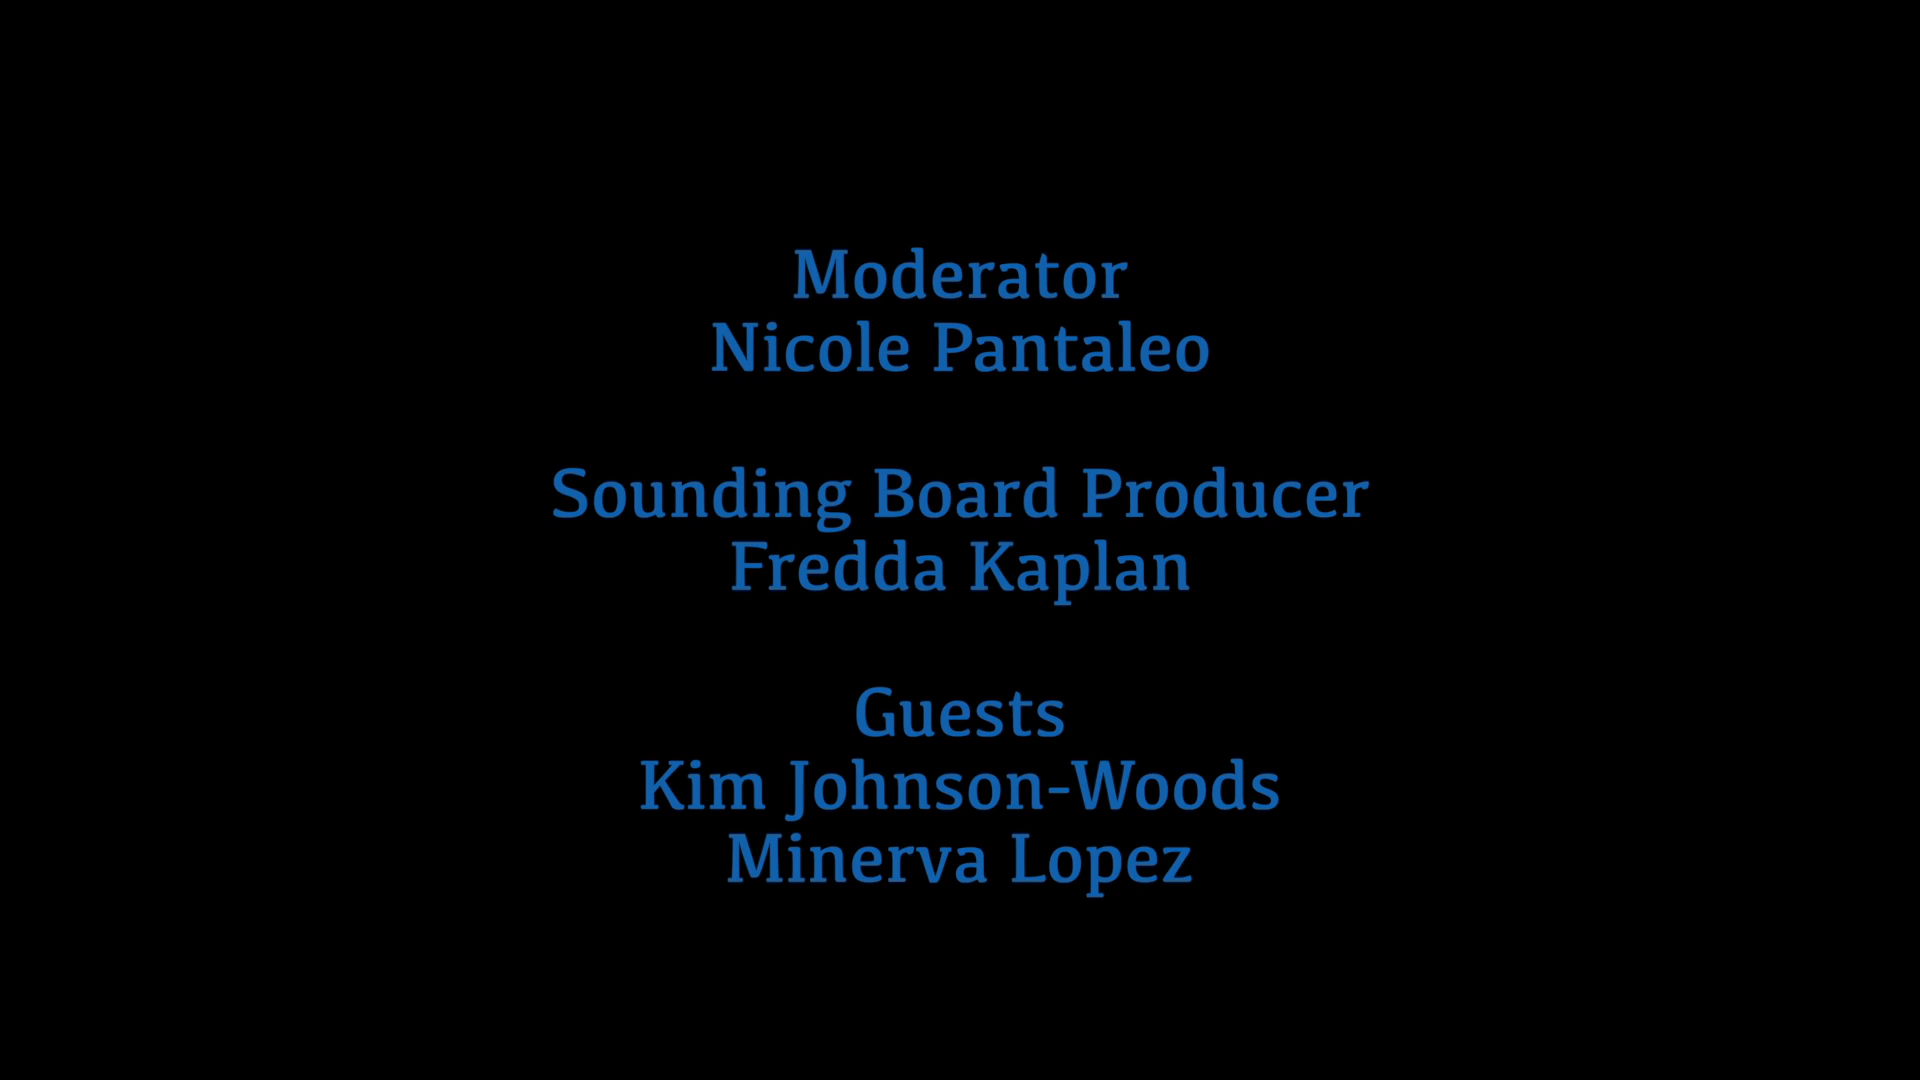 Moderator
Nicole Pantaleo
Sounding Board Producer
Fredda Kaplan
Guests
Kim Johnson-Woods
Minerva Lopez